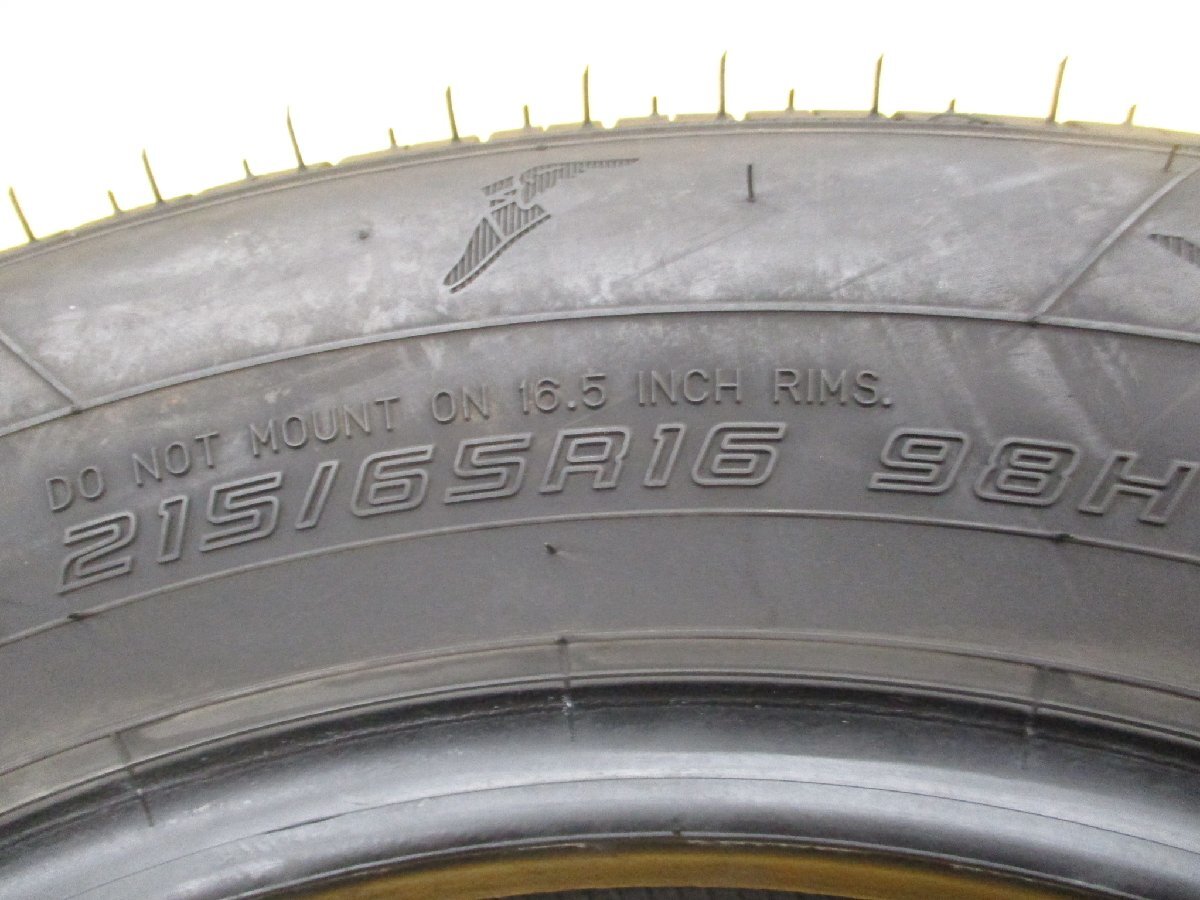 DO NOT MOUNT ON 16.5 INCH RIMS.
215/65R16 98H